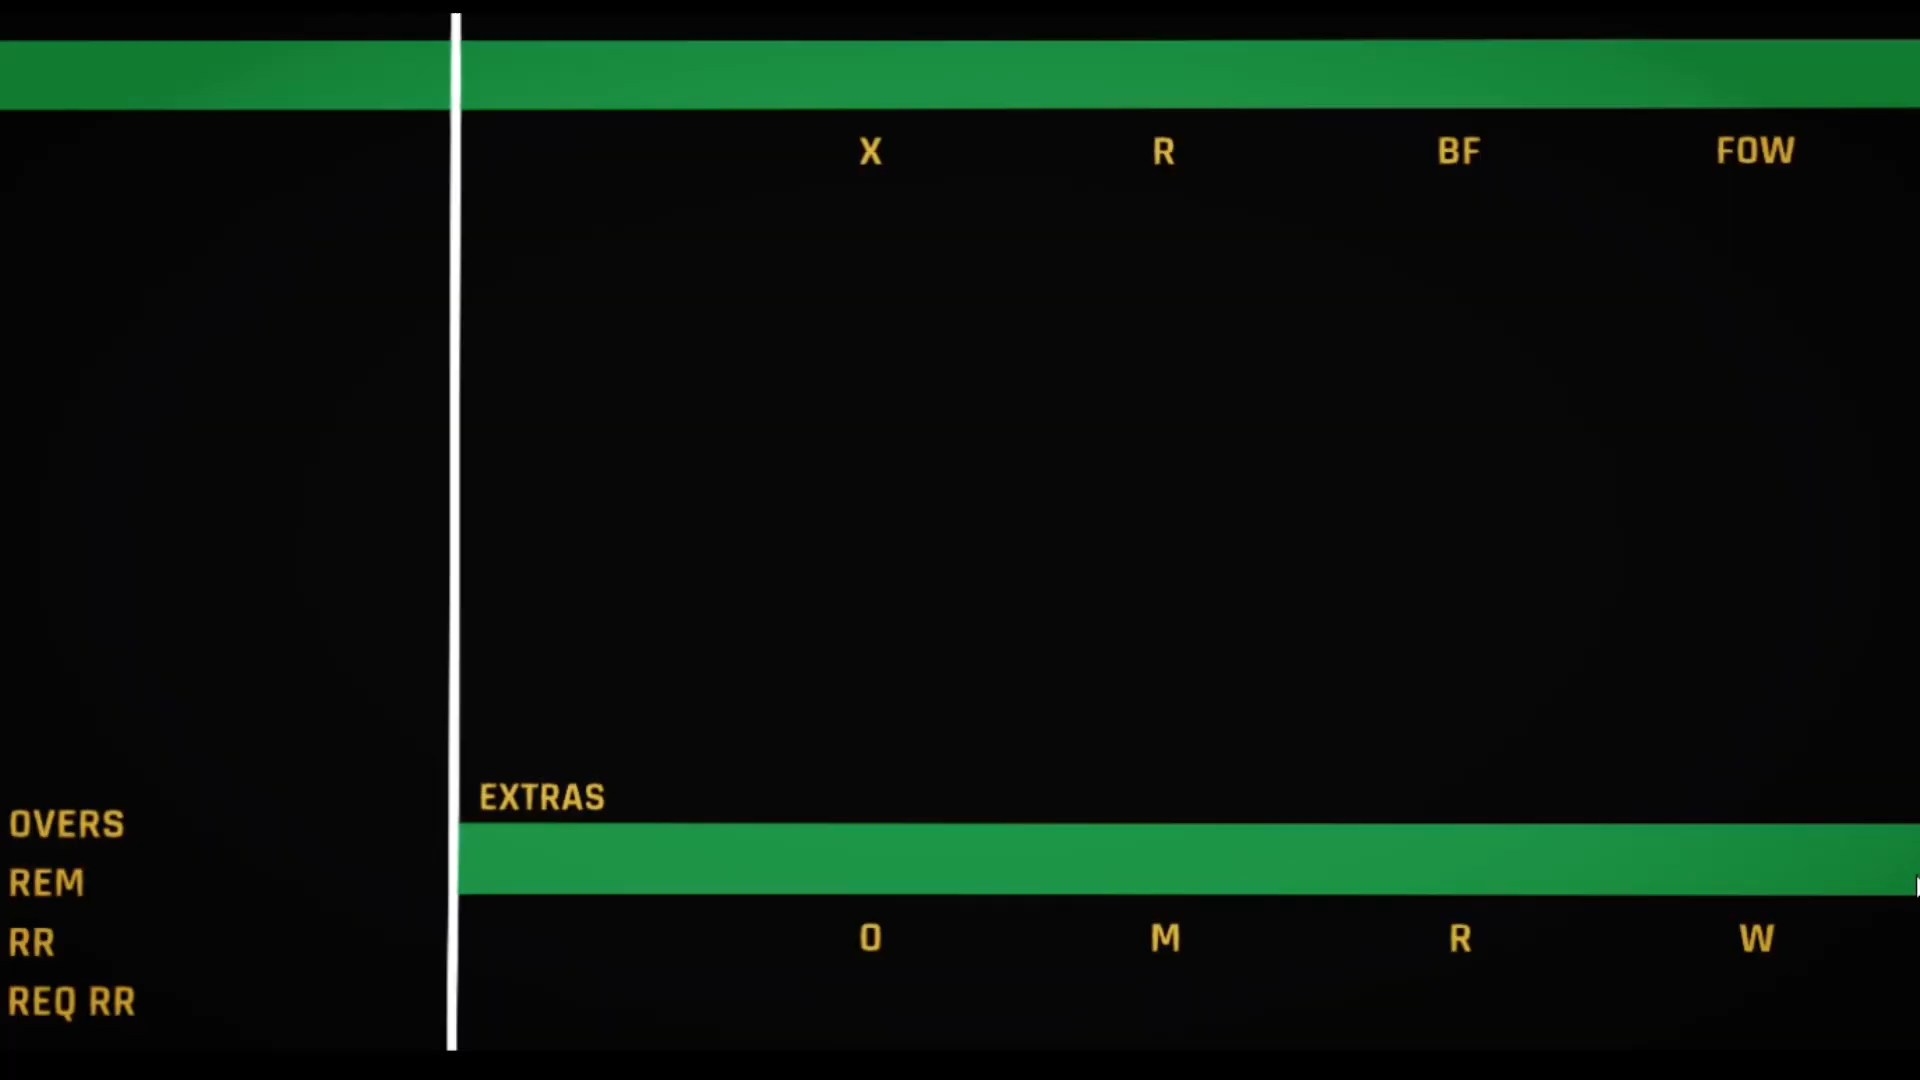 X R BF FOW
EXTRAS
OVERS
REM
RR
REQ RR
O M R W